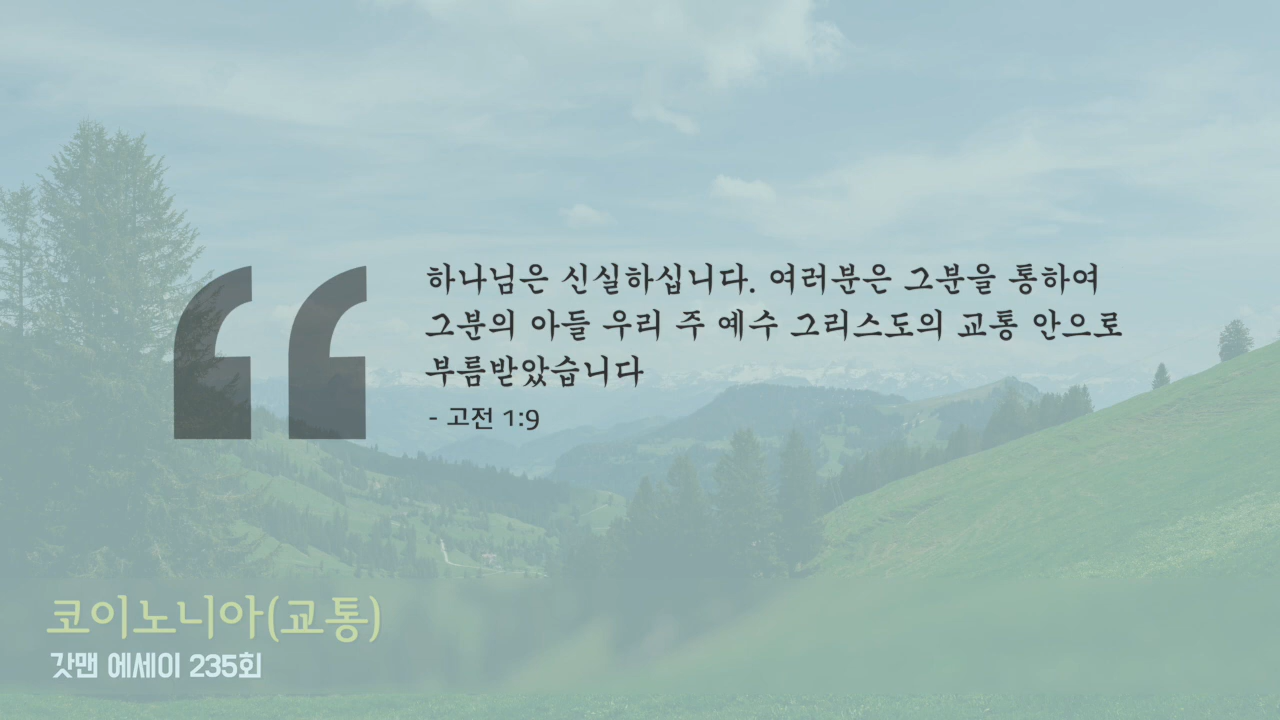 하나님은 신실하십니다. 여러분은 그분을 통하여
그분의 아들 우리 주 예수 그리스도의 교통 안으로
부름받았습니다
- 고전 1:9
코이노니아(교통)
갓맨 에세이 235회